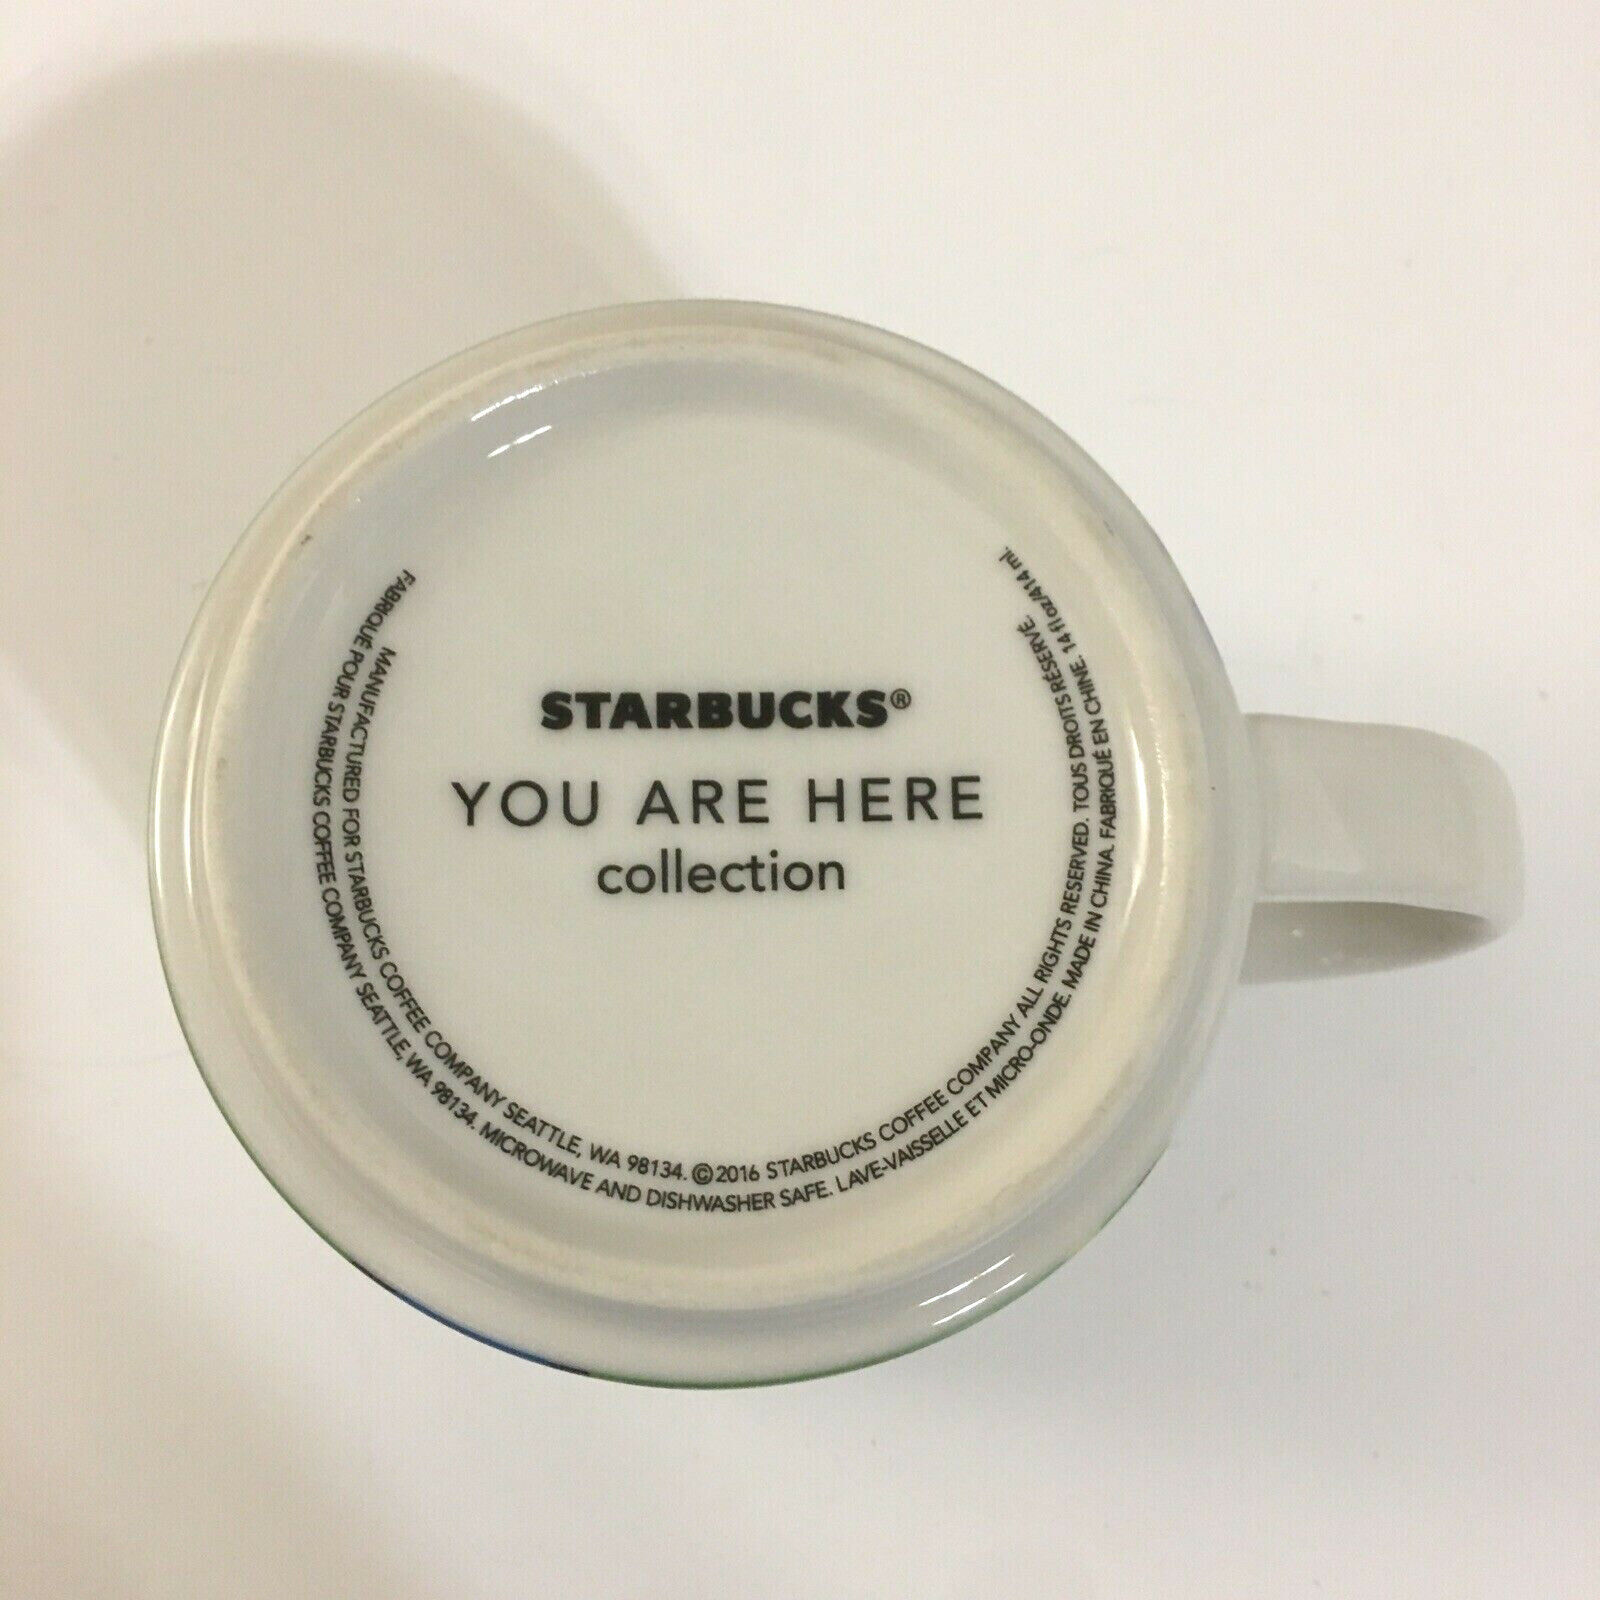 STARBUCKS®
YOU ARE HERE
collection
MANUFACTURED FOR STARBUCKS COFFEE COMPANY SEATTLE, WA 98134. ©2016 STARBUCKS COFFEE COMPANY ALL RIGHTS RESERVED. TOUS DROITS RÉSERVÉ.
FABRIQUÉ POUR STARBUCKS COFFEE COMPANY SEATTLE, WA 98134. MICROWAVE AND DISHWASHER SAFE. LAVE-VAISSELLE ET MICRO-ONDE. MADE IN CHINA. FABRIQUÉ EN CHINE. 14 fl oz/414 ml.